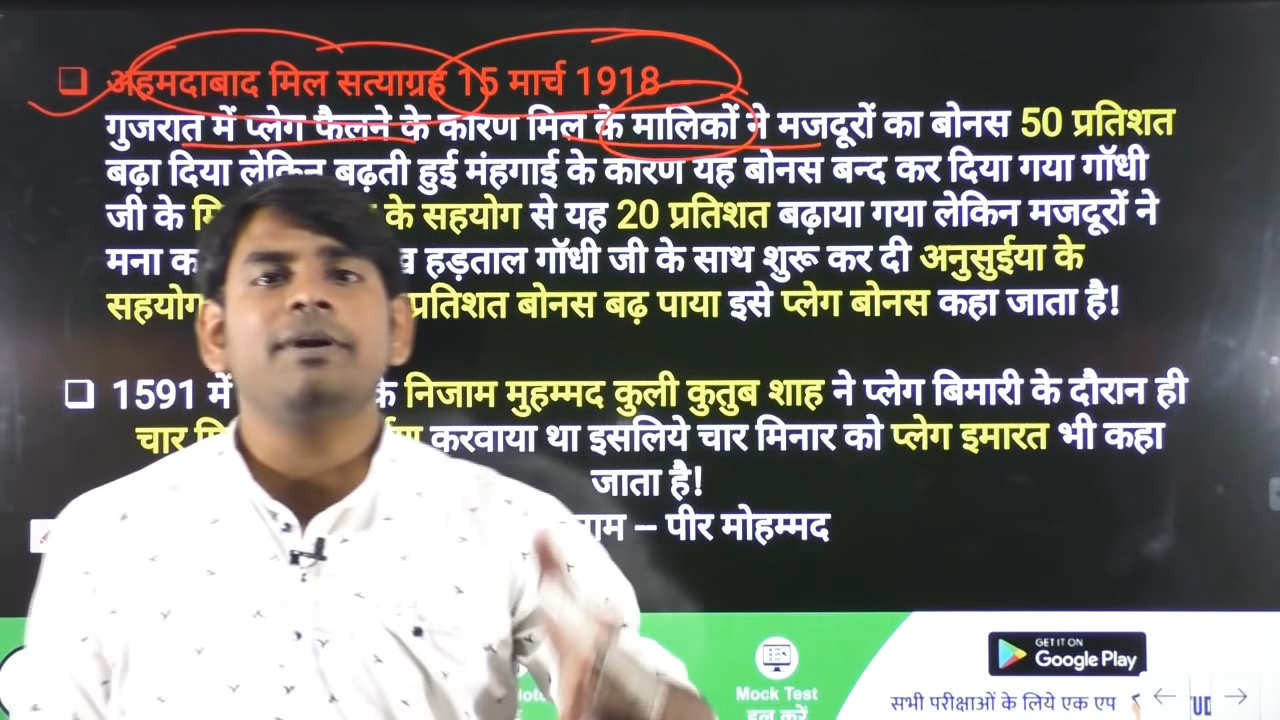 अहमदाबाद मिल सत्याग्रह 15 मार्च 1918
गुजरात में प्लेग फैलने के कारण मिल के मालिकों ने मजदूरों का बोनस 50 प्रतिशत
बढ़ा दिया लेकिन बढ़ती हुई मंहगाई के कारण यह बोनस बन्द कर दिया गया गॉधी
जी के के सहयोग से यह 20 प्रतिशत बढ़ाया गया लेकिन मजदूरों ने
मना हड़ताल गॉधी जी के साथ शुरू कर दी अनुसुईया के
सहयोग प्रतिशत बोनस बढ़ पाया इसे प्लेग बोनस कहा जाता है!
1591 में के निजाम मुहम्मद कुली कुतुब शाह ने प्लेग बिमारी के दौरान ही
चार करवाया था इसलिये चार मिनार को प्लेग इमारत भी कहा
जाता है!
– पीर मोहम्मद
GET IT ON
Google Play
Mock Test
हल करें
सभी परीक्षाओं के लिये एक एप